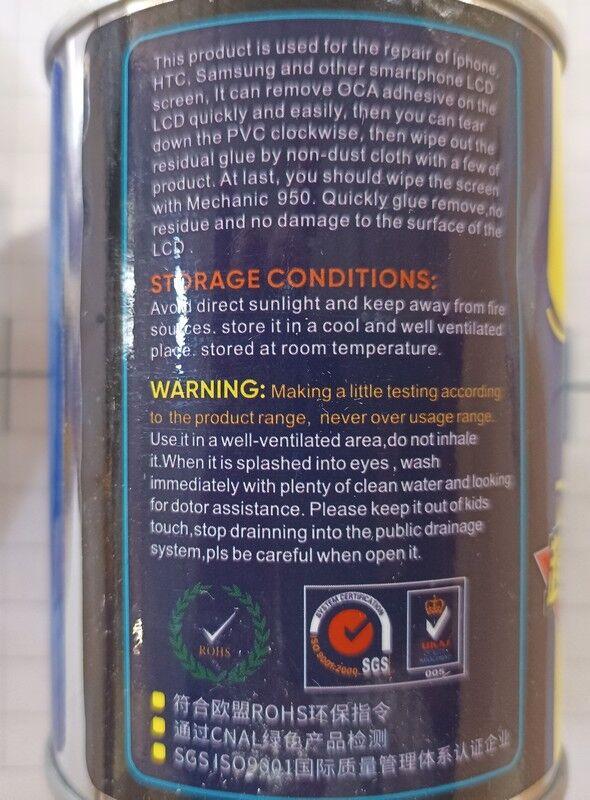 This product is used for the repair of Iphone,
HTC, Samsung and other smartphone LCD
screen, It can remove OCA adhesive on the
LCD quickly and easily, then you can tear
down the PVC clockwise, then wipe out the
residual glue by non-dust cloth with a few of
product. At last, you should wipe the screen
with Mechanic 950. Quickly glue remove,no
residue and no damage to the surface of the
LCD
STORAGE CONDITIONS:
Avoid direct sunlight and keep away from fire
sources. store it in a cool and well ventilated
place. stored at room temperature.
WARNING: Making a little testing according
to the product range, never over usage range.
Use it in a well-ventilated area,do not inhale
it.When it is splashed into eyes , wash
immediately with plenty of clean water and looking
for dotor assistance. Please keep it out of kids
touch,stop drainning into the public drainage
system,pls be careful when open it.
ROHS
SYSTEM CERTIFICATION
ISO 9001:2000
SGS
005
符合欧盟ROHS环保指令
通过CNAL绿色产品检测
SGS ISO9001国际质量管理体系认证企业